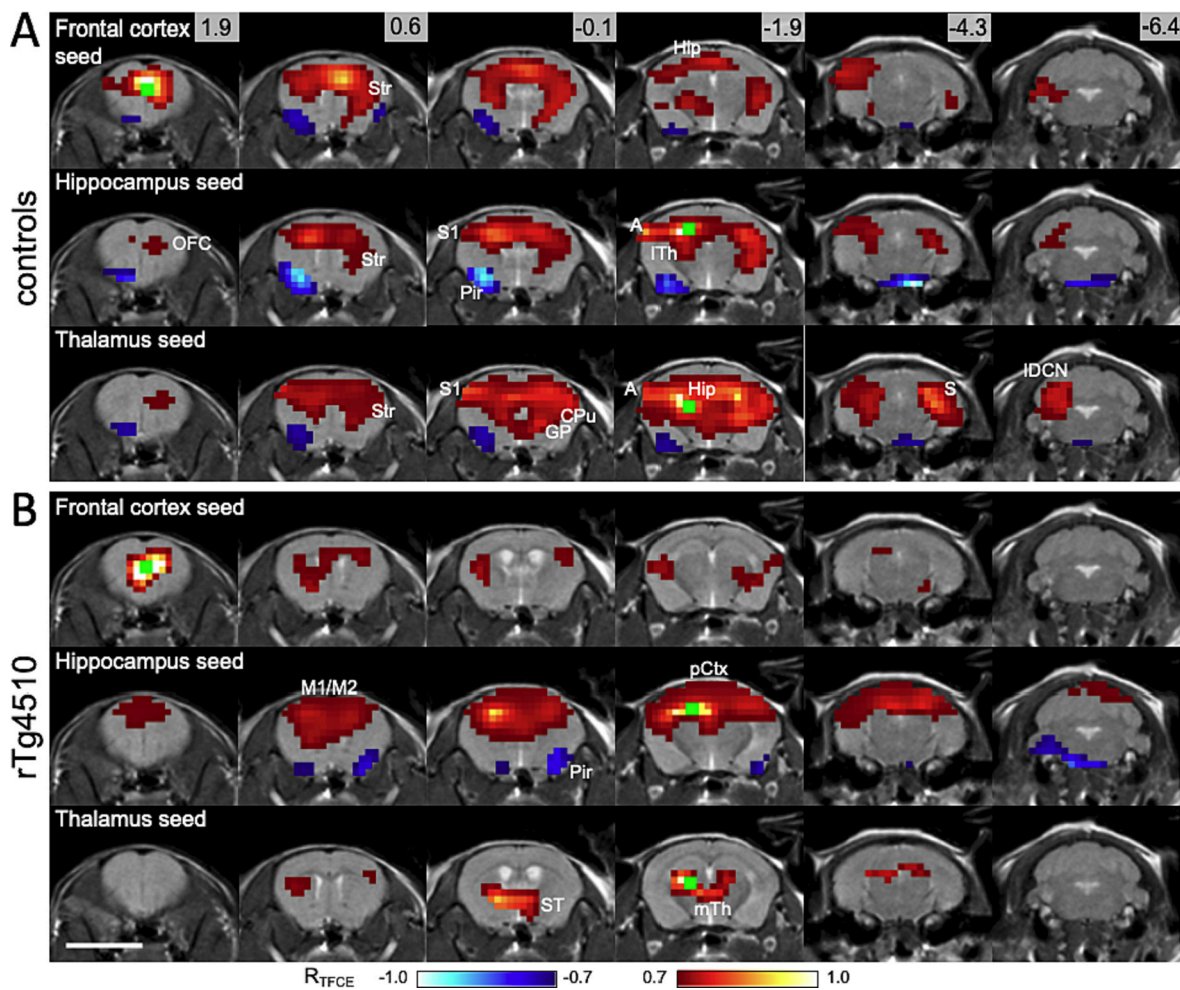 A
Frontal cortex seed
1.9
0.6
-0.1
-1.9
-4.3
-6.4
Str
Hip
controls
Hippocampus seed
OFC
Str
S1
Pir
A
lTh
Thalamus seed
Str
S1
CPu
GP
A
Hip
S
lDCN
B
Frontal cortex seed
rTg4510
Hippocampus seed
M1/M2
Pir
pCtx
Thalamus seed
ST
mTh
RTFCE -1.0 -0.7 0.7 1.0